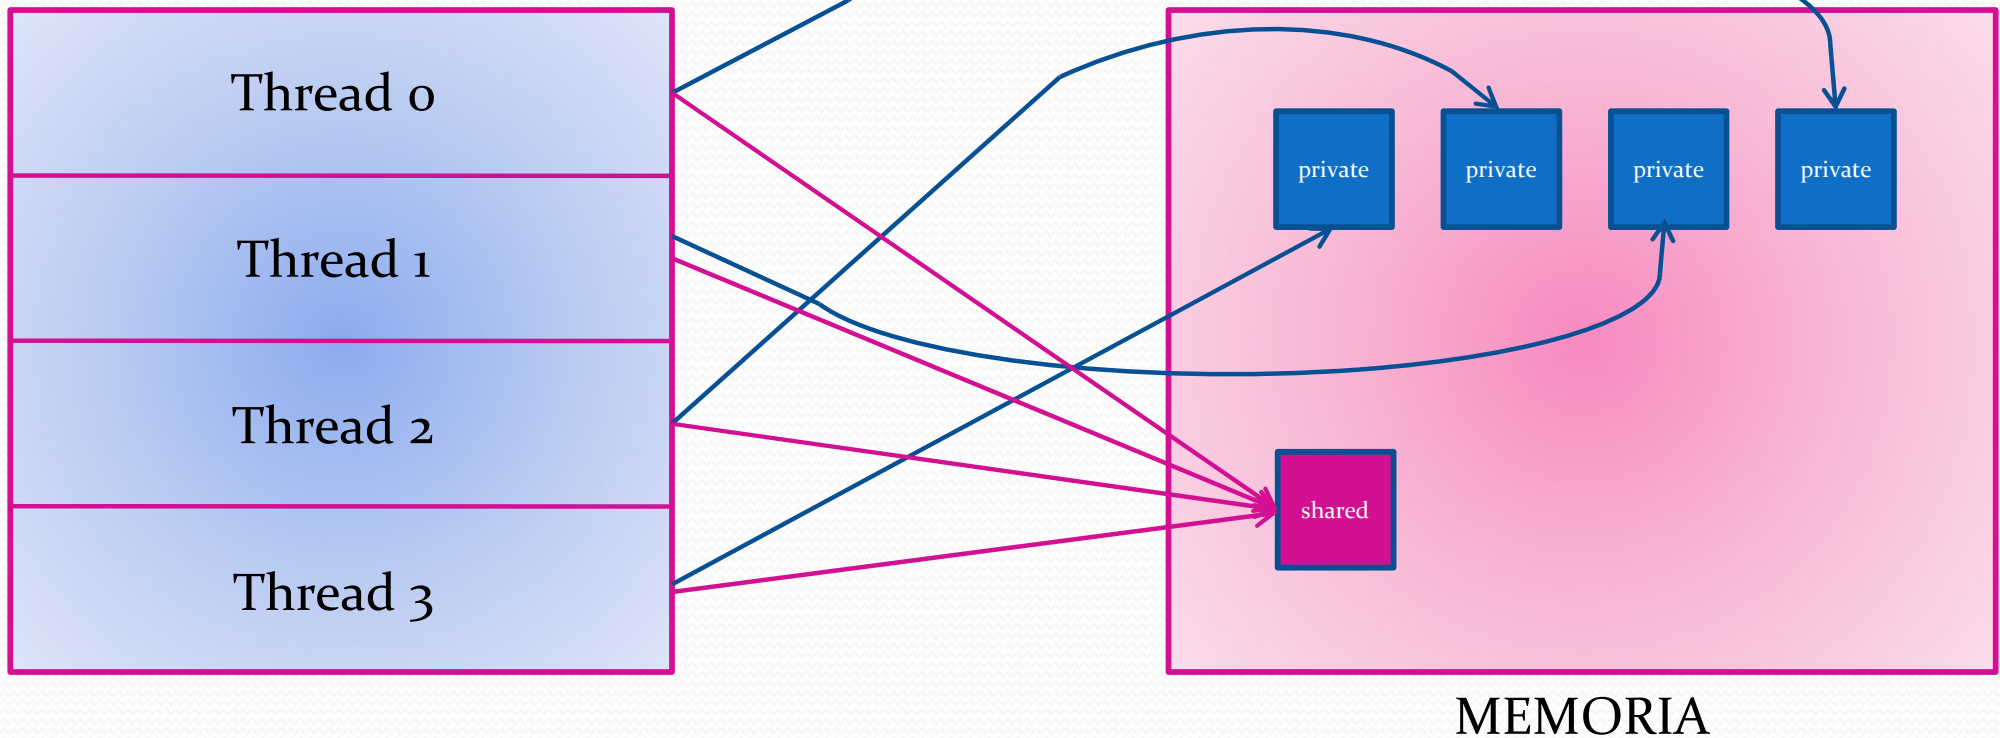 Thread 0
Thread 1
Thread 2
Thread 3
private
private
private
private
shared
MEMORIA